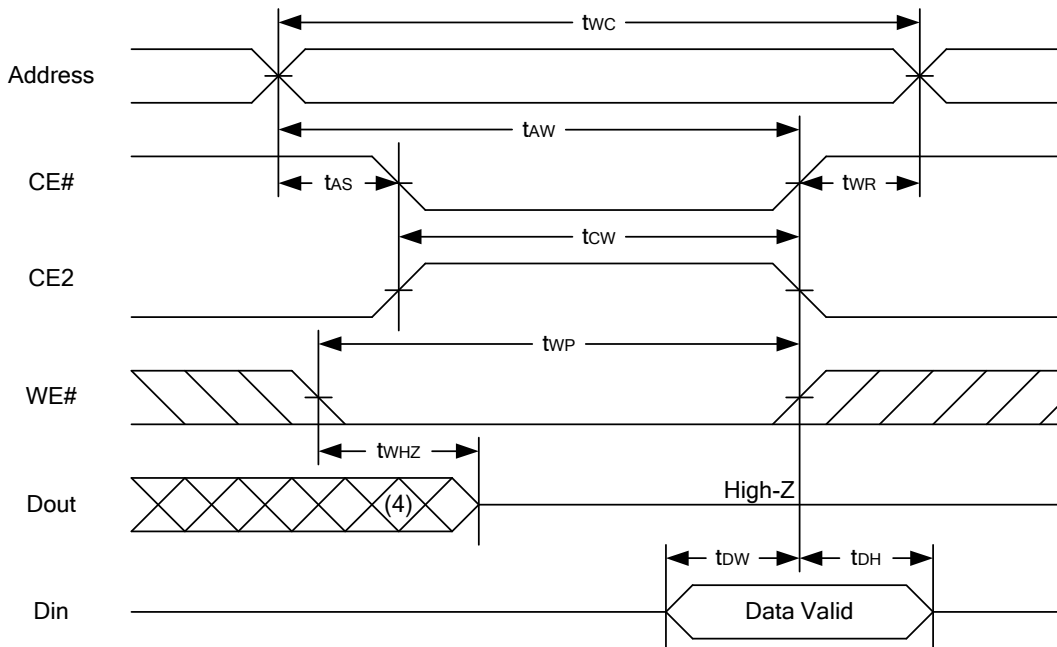 tWC
Address
tAW
CE#
tAS
tWR
tCW
CE2
tWP
WE#
tWHZ
Dout
(4)
High-Z
tDW
tDH
Din
Data Valid